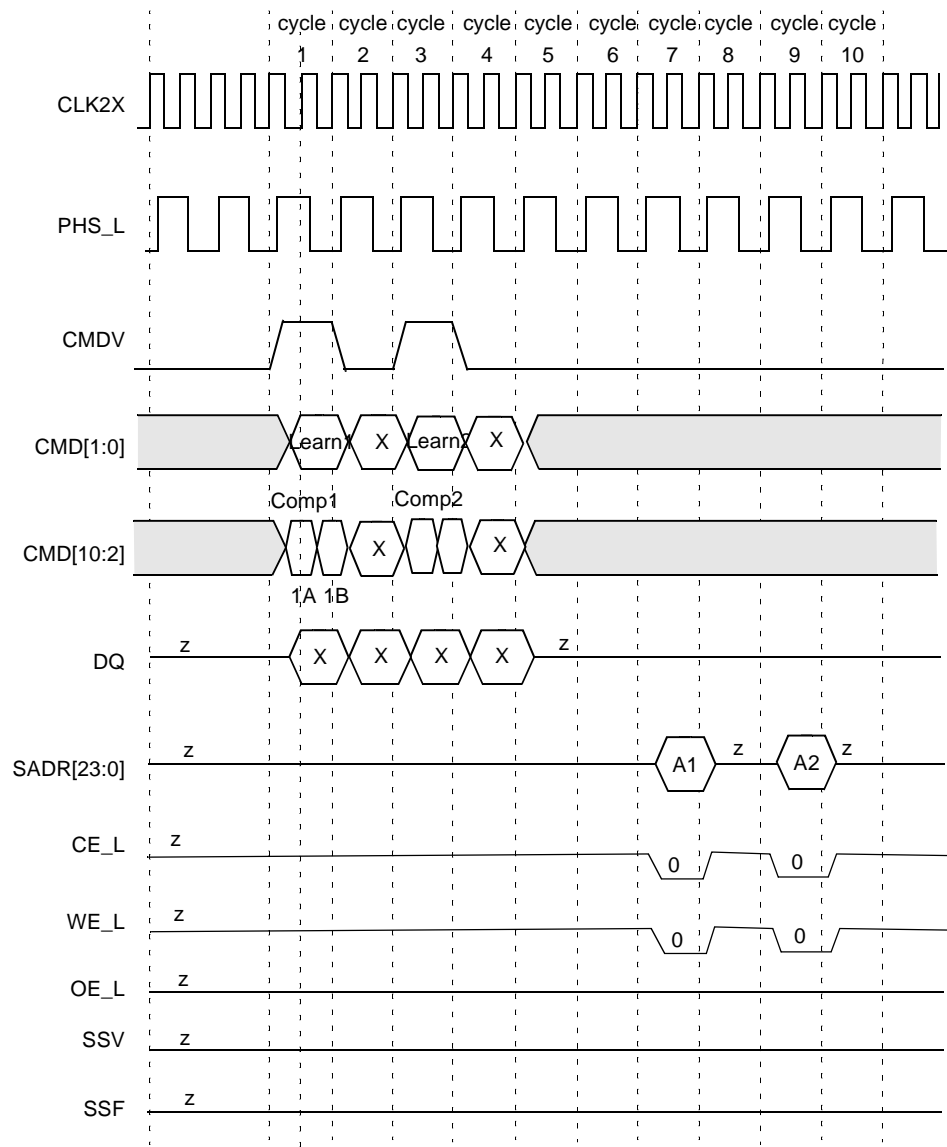 cycle cycle cycle cycle cycle cycle cycle cycle cycle cycle
1 2 3 4 5 6 7 8 9 10
CLK2X
PHS_L
CMDV
CMD[1:0] Learn1 X Learn2 X
Comp1 Comp2
CMD[10:2] X X
1A 1B
DQ z X X X X z
SADR[23:0] z A1 z A2 z
CE_L z 0 0
WE_L z 0 0
OE_L z
SSV z
SSF z